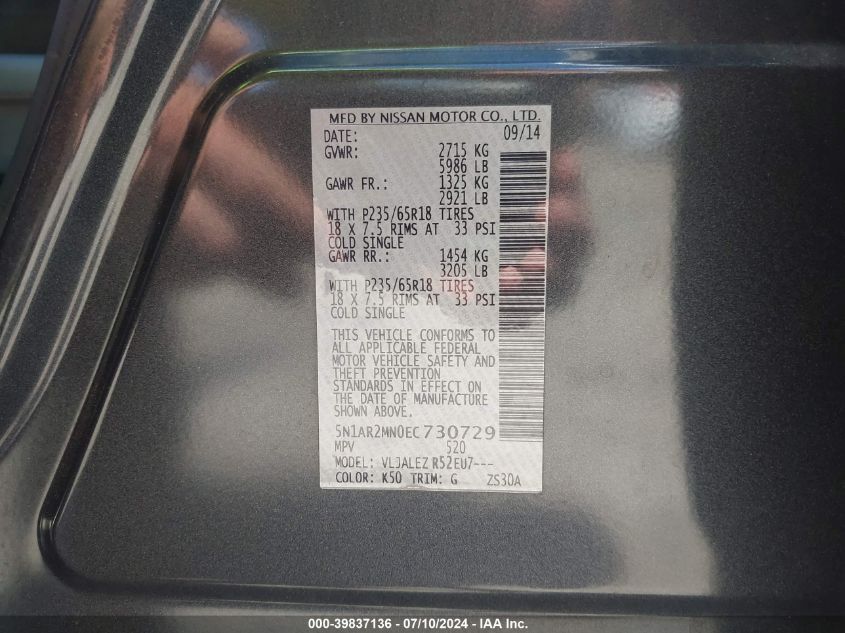 MFD BY NISSAN MOTOR CO., LTD.
DATE: 09/14
GVWR: 2715 KG
5986 LB
GAWR FR.: 1325 KG
2921 LB
WITH P235/65R18 TIRES
18 X 7.5 RIMS AT 33 PSI
COLD SINGLE
GAWR RR.: 1454 KG
3205 LB
WITH P235/65R18 TIRES
18 X 7.5 RIMS AT 33 PSI
COLD SINGLE
THIS VEHICLE CONFORMS TO
ALL APPLICABLE FEDERAL
MOTOR VEHICLE SAFETY AND
THEFT PREVENTION
STANDARDS IN EFFECT ON
THE DATE OF MANUFACTURE
SHOWN ABOVE.
5N1AR2MN0EC730729
MPV 520
MODEL: VLJALEZ R52EU7---
COLOR: K50 TRIM: G ZS30A
000-39837136 - 07/10/2024 - IAA Inc.